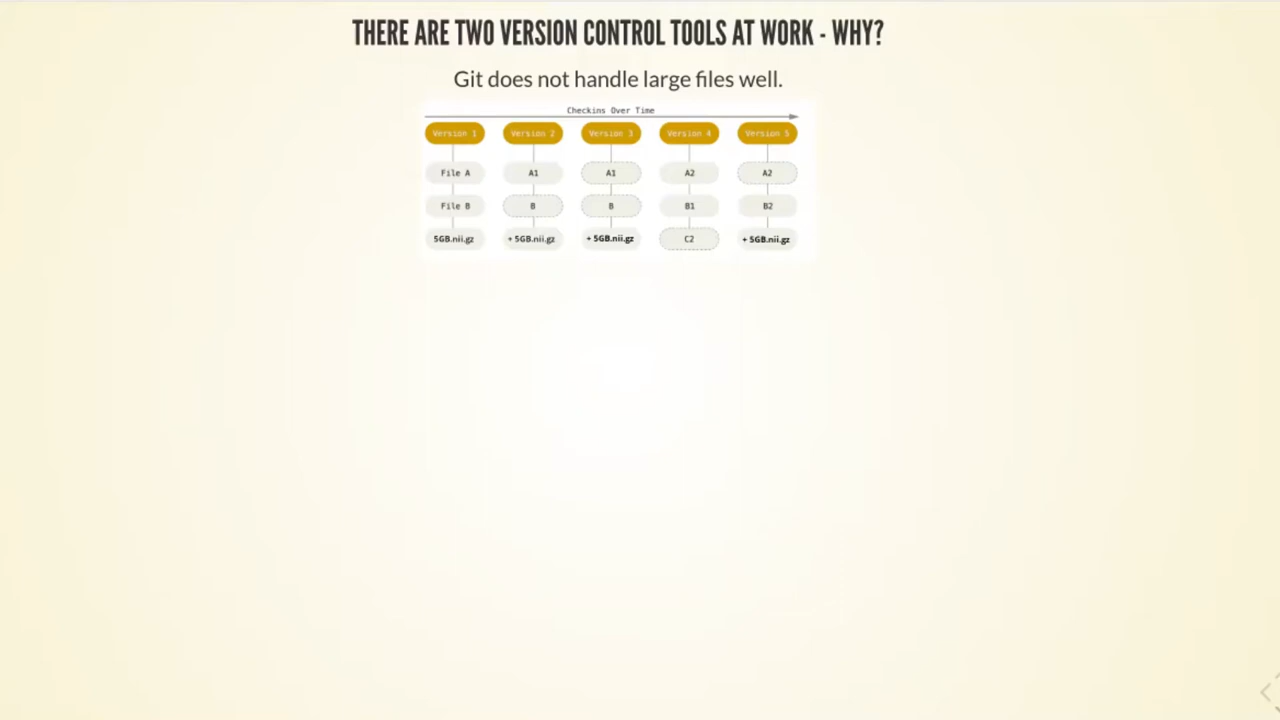 THERE ARE TWO VERSION CONTROL TOOLS AT WORK - WHY?
Git does not handle large files well.
Checkins Over Time
Version 1 Version 2 Version 3 Version 4 Version 5
File A A1 A1 A2 A2
File B B B B1 B2
5GB.nii.gz + 5GB.nii.gz + 5GB.nii.gz C2 + 5GB.nii.gz